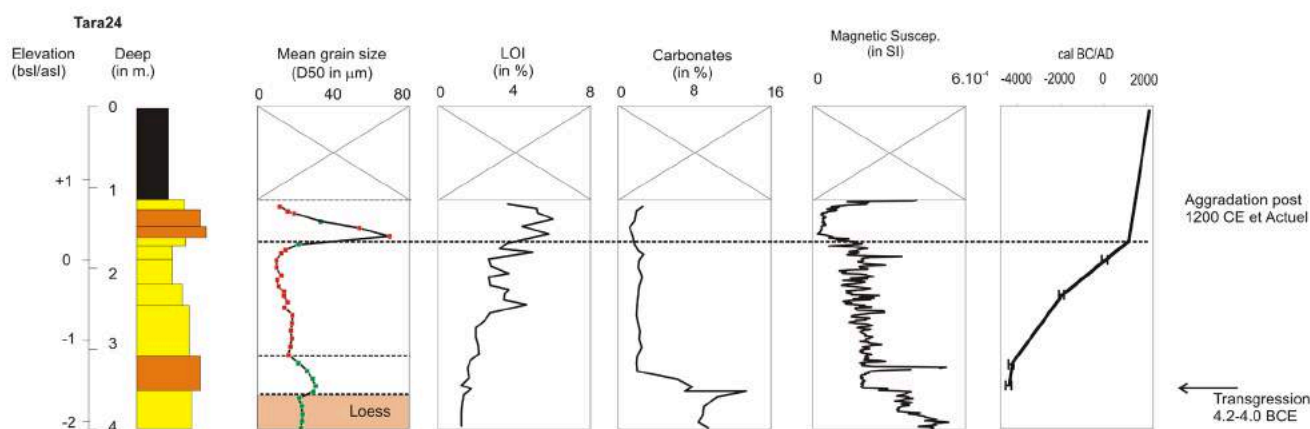 Tara24
Elevation
(bsl/asl)
Deep
(in m.)
Mean grain size
(D50 in μm)
LOI
(in %)
Carbonates
(in %)
Magnetic Suscep.
(in SI)
cal BC/AD
0 40 80
0 4 8
0 8 16
0 6.10⁻⁴
-4000 -2000 0 2000
0
+1
1
0
2
-1
3
-2
4
Loess
Aggradation post
1200 CE et Actuel
Transgression
4.2-4.0 BCE